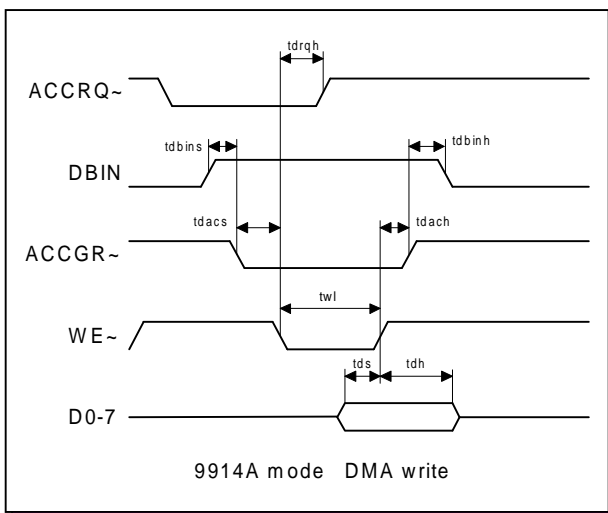 tdrqh
ACCRQ~
tdbins
tdbinh
DBIN
tdacs
tdach
ACCGR~
twl
WE~
tds
tdh
D0-7
9914A mode DMA write